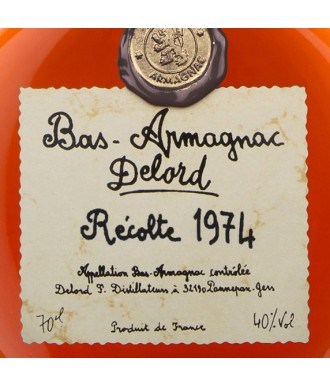 ARMAGNAC
Bas-Armagnac
Delord
Récolte 1974
Appellation Bas-Armagnac contrôlée
Delord F. Distillateurs à 32190 Lannepax-Gers
70cl 40% Vol
Produit de France